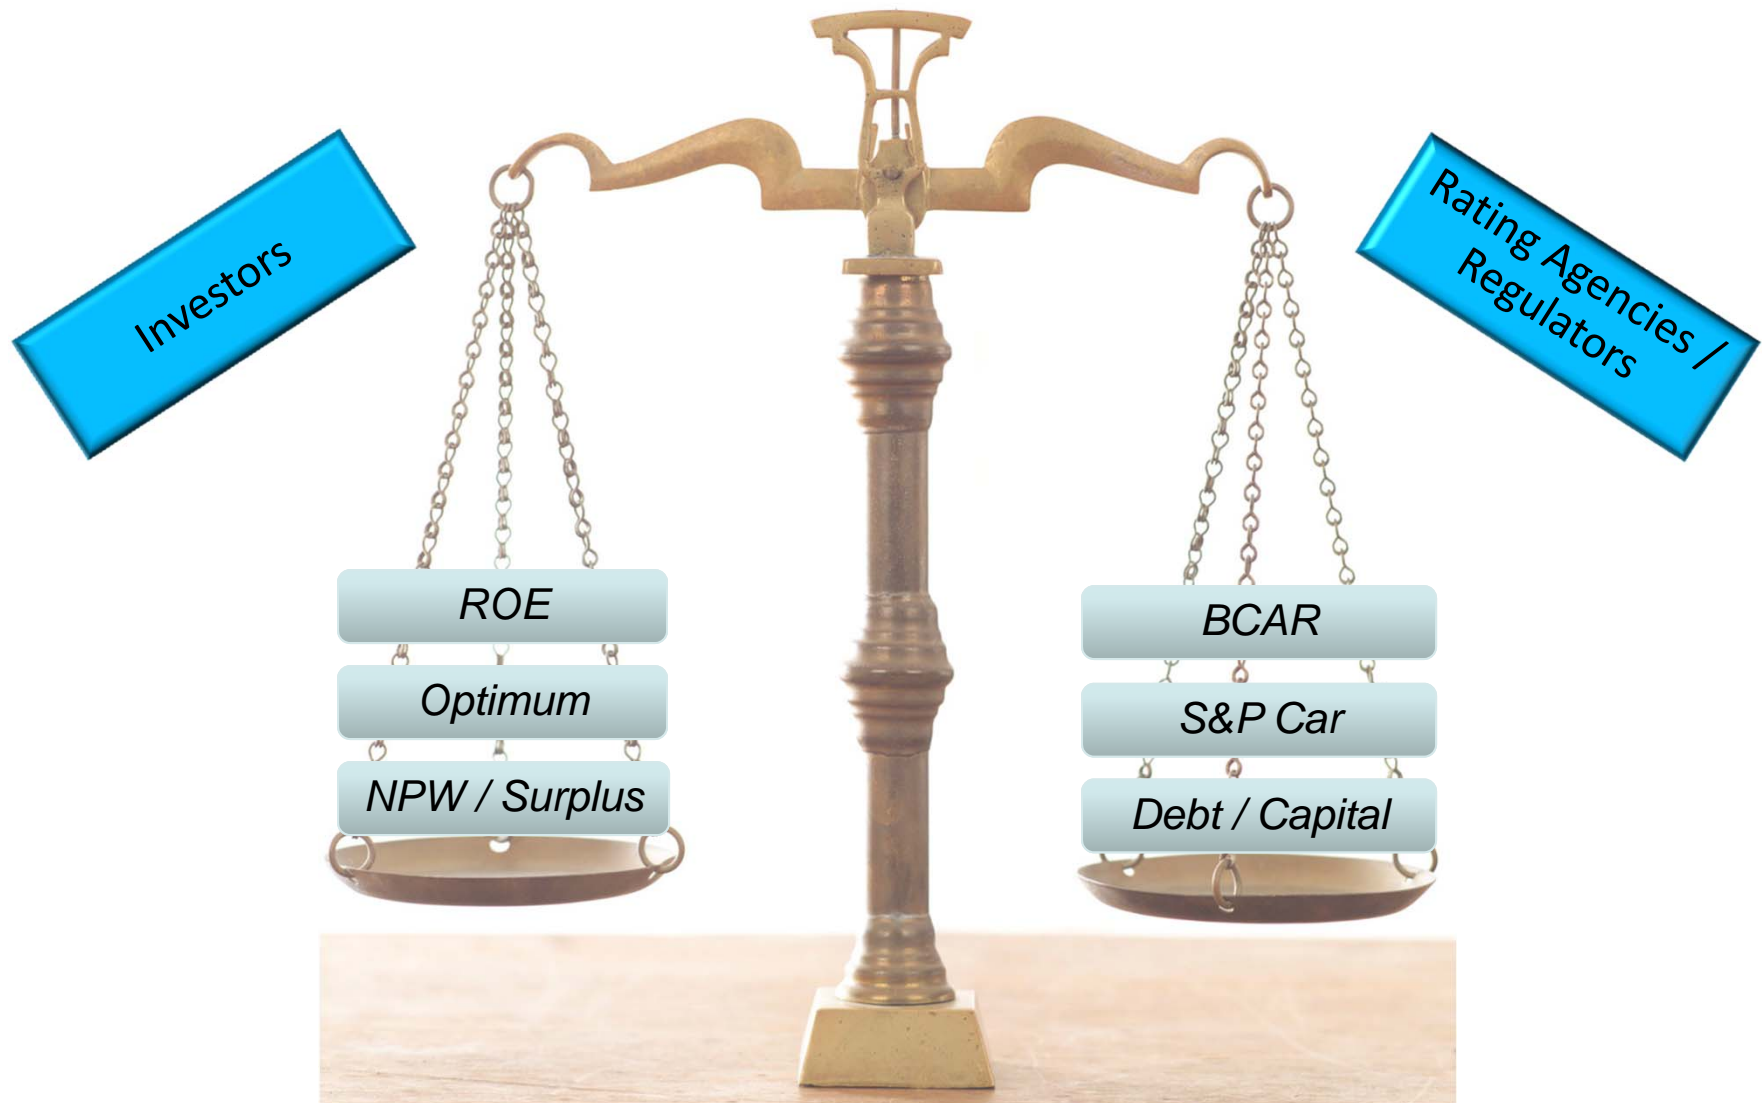 Investors
Rating Agencies /
Regulators
ROE
Optimum
NPW / Surplus
BCAR
S&P Car
Debt / Capital